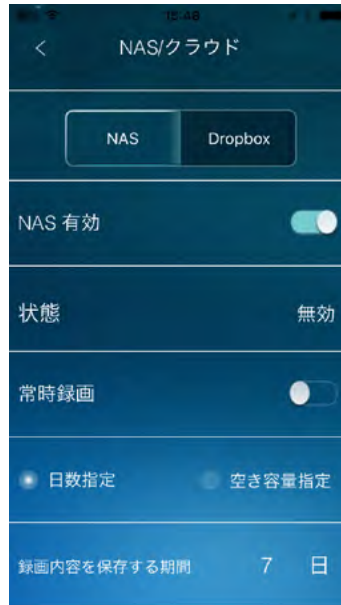 15:48
NAS/クラウド
NAS Dropbox
NAS 有効
状態 無効
常時録画
日数指定 空き容量指定
録画内容を保存する期間 7 日